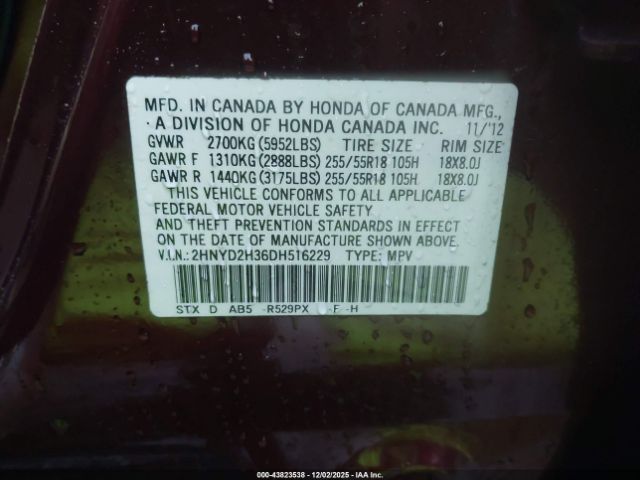 MFD. IN CANADA BY HONDA OF CANADA MFG.,
A DIVISION OF HONDA CANADA INC. 11/'12
GVWR 2700KG (5952LBS) TIRE SIZE RIM SIZE
GAWR F 1310KG (2888LBS) 255/55R18 105H 18X8.0J
GAWR R 1440KG (3175LBS) 255/55R18 105H 18X8.0J
THIS VEHICLE CONFORMS TO ALL APPLICABLE
FEDERAL MOTOR VEHICLE SAFETY
AND THEFT PREVENTION STANDARDS IN EFFECT
ON THE DATE OF MANUFACTURE SHOWN ABOVE.
V.I.N.: 2HNYD2H36DH516229 TYPE: MPV
STX D AB5 -R529PX -F -H
000-43823538 - 12/02/2025 - IAA Inc.